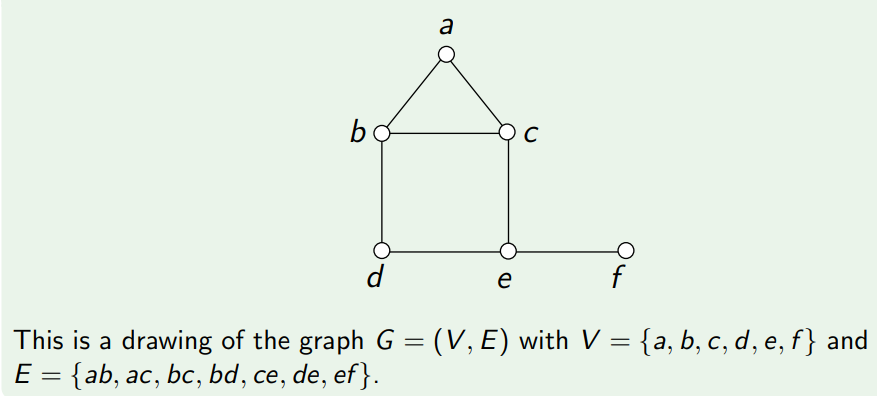 a
b
c
d
e
f
This is a drawing of the graph G = (V, E) with V = {a, b, c, d, e, f} and
E = {ab, ac, bc, bd, ce, de, ef}.